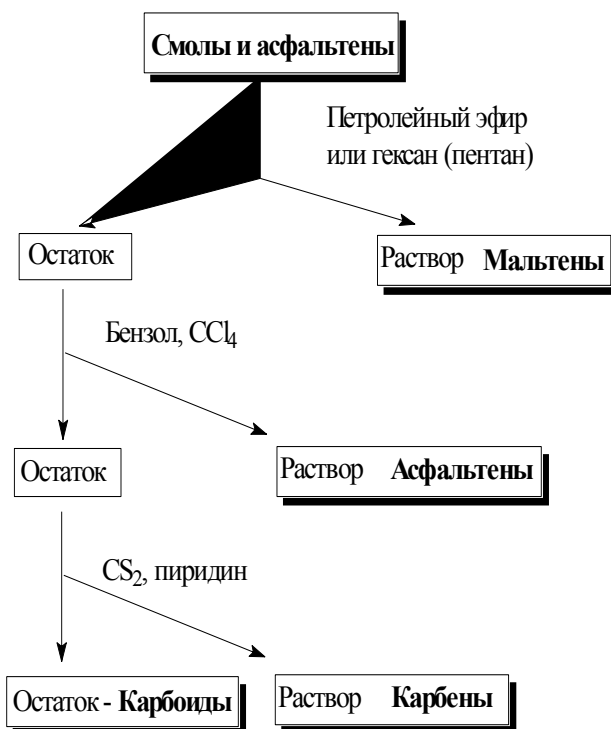 Смолы и асфальтены
Петролейный эфир
или гексан (пентан)
Остаток
Раствор Мальтены
Бензол, CCl4
Остаток
Раствор Асфальтены
CS2, пиридин
Остаток - Карбоиды
Раствор Карбены